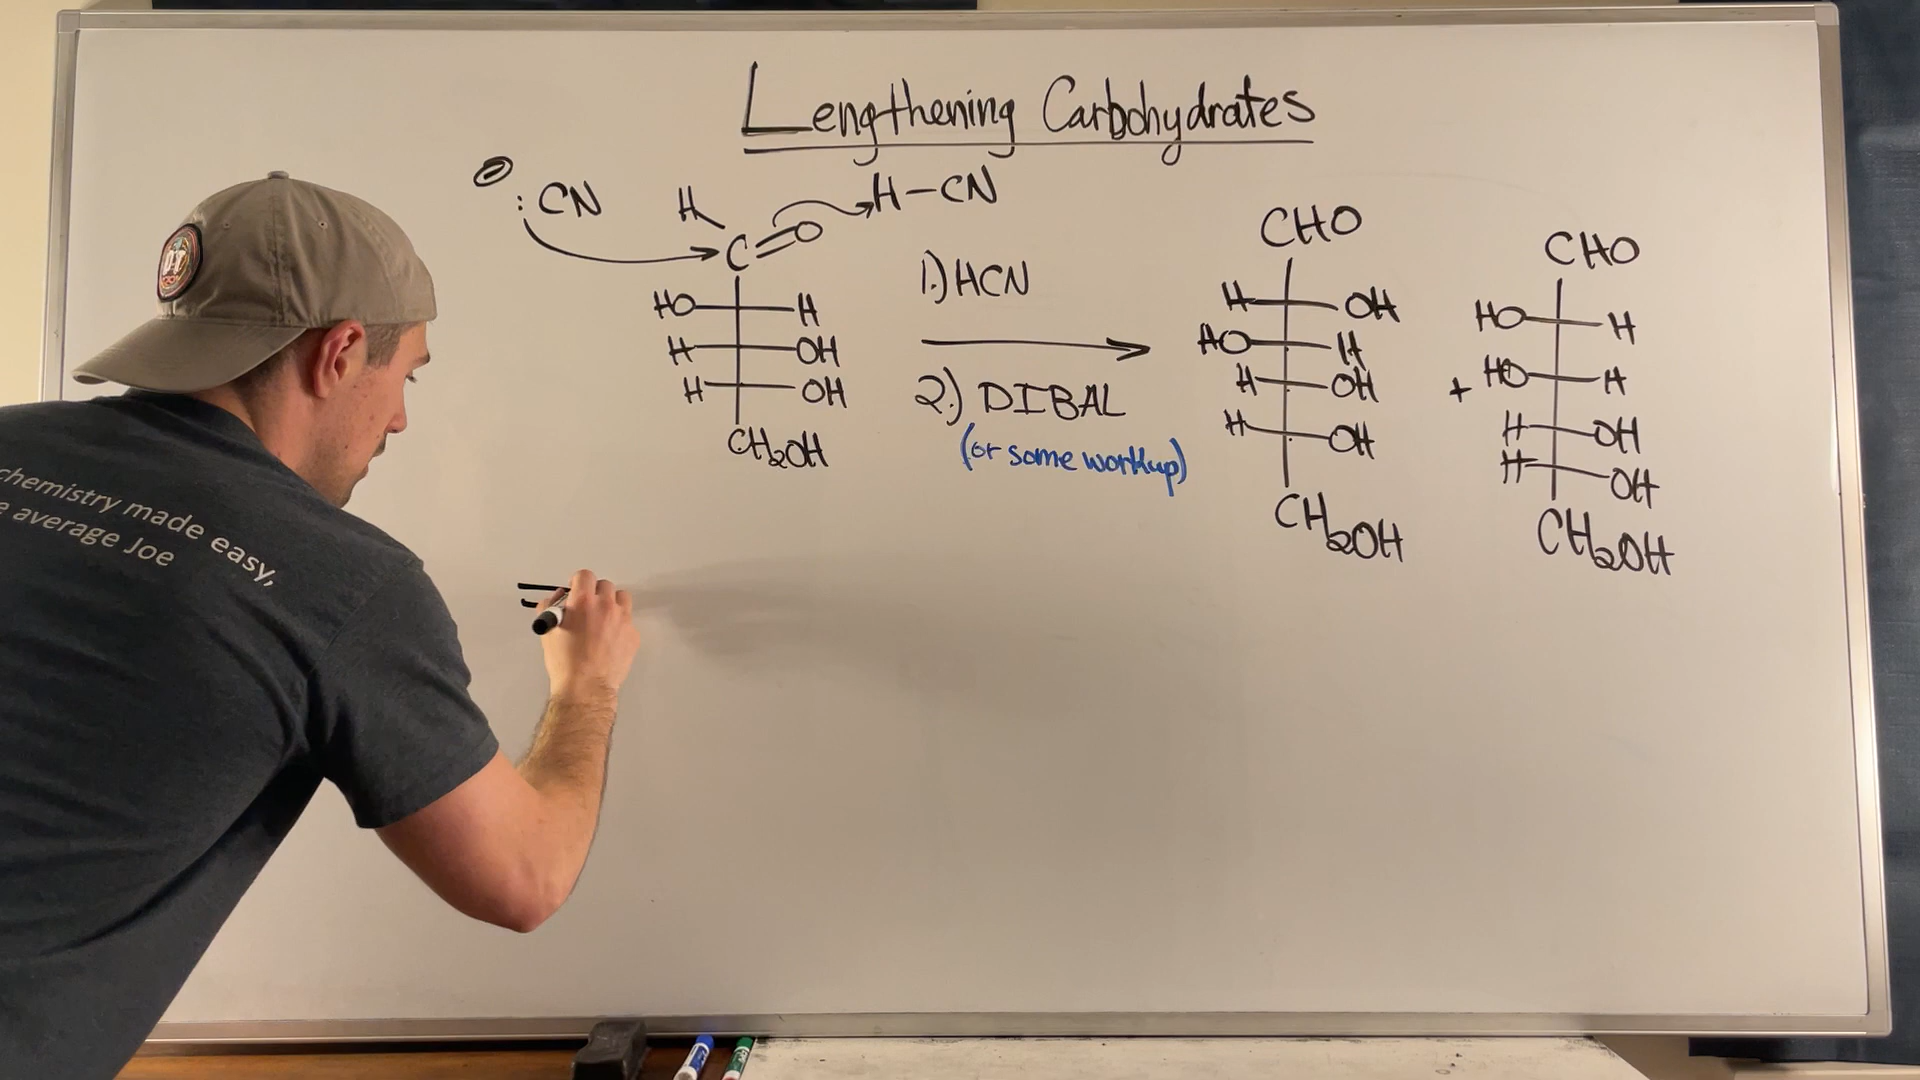 Lengthening Carbohydrates
⊖
:CN
H
H-CN
C=O
HO H
H OH
H OH
CH₂OH
1.) HCN
2.) DIBAL
(or some workup)
CHO
H OH
HO H
H OH
H OH
CH₂OH
+
CHO
HO H
HO H
H OH
H OH
CH₂OH
chemistry made easy,
e average Joe